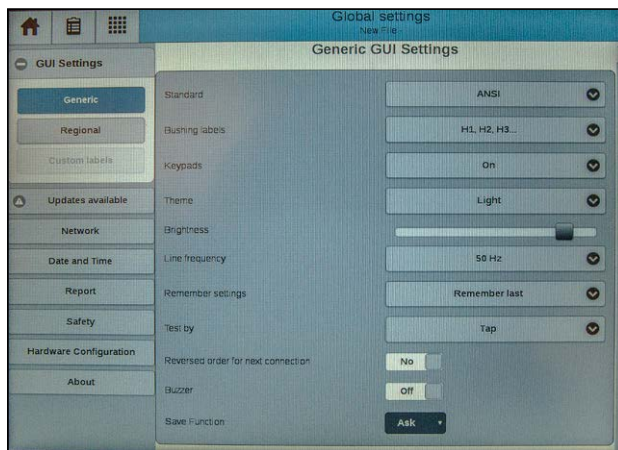 Global settings
New File
GUI Settings
Generic
Regional
Custom labels
Updates available
Network
Date and Time
Report
Safety
Hardware Configuration
About
Generic GUI Settings
Standard ANSI
Bushing labels H1, H2, H3...
Keypads On
Theme Light
Brightness
Line frequency 50 Hz
Remember settings Remember last
Test by Tap
Reversed order for next connection No
Buzzer Off
Save Function Ask